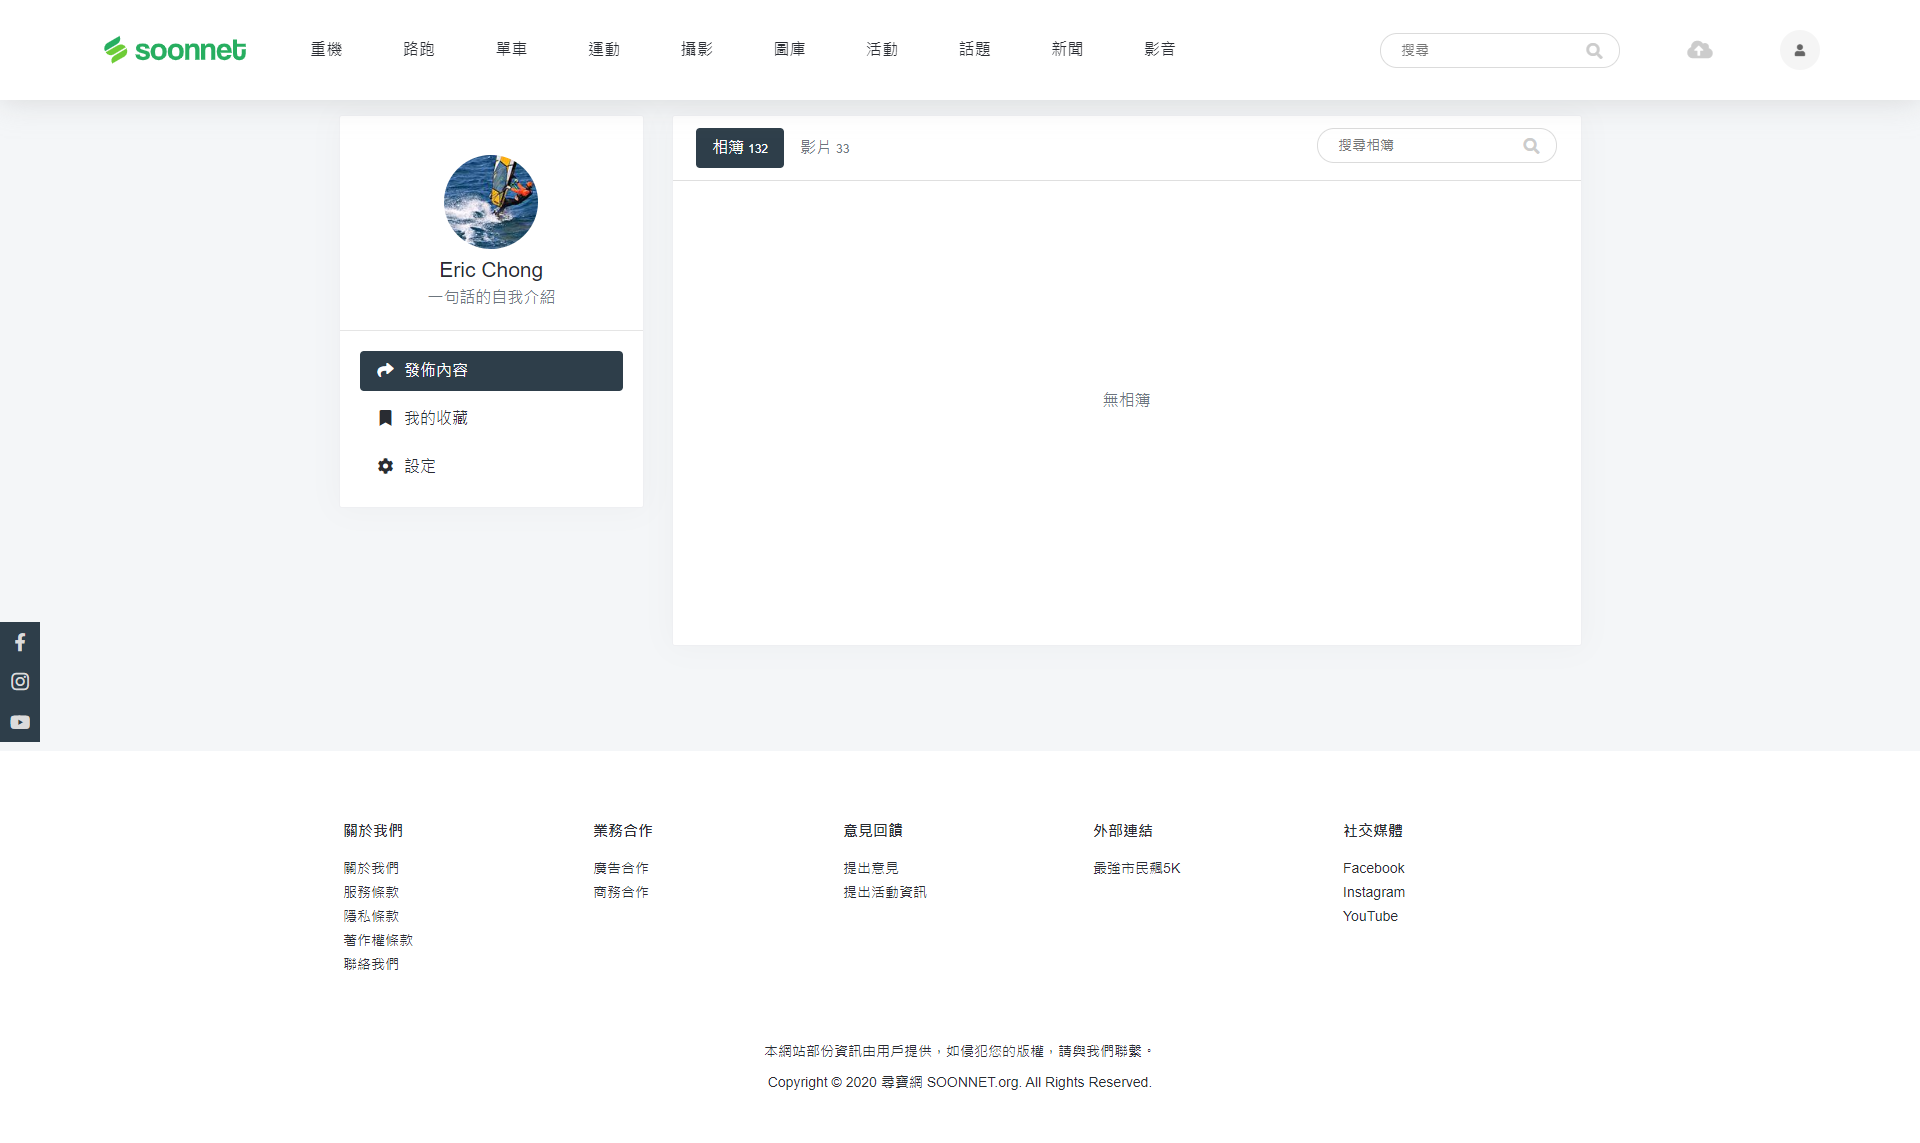 soonnet
重機
路跑
單車
運動
攝影
圖庫
活動
話題
新聞
影音
搜尋
Eric Chong
一句話的自我介紹
發佈內容
我的收藏
設定
相簿 132
影片 33
搜尋相簿
無相簿
關於我們
關於我們
服務條款
隱私條款
著作權條款
聯絡我們
業務合作
廣告合作
商務合作
意見回饋
提出意見
提出活動資訊
外部連結
最強市民飆5K
社交媒體
Facebook
Instagram
YouTube
本網站部份資訊由用戶提供，如侵犯您的版權，請與我們聯繫。
Copyright © 2020 尋寶網 SOONNET.org. All Rights Reserved.